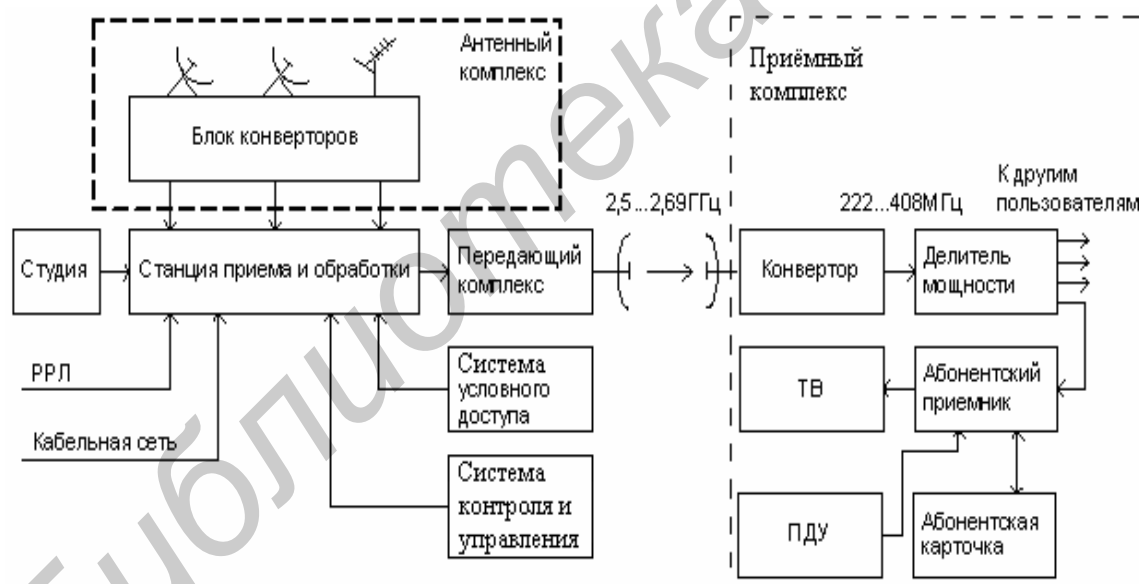 Антенный
комплекс
Блок конверторов
Приёмный
комплекс
2,5...2,69ГГц
222...408МГц
К другим
пользователям
Студия
Станция приема и обработки
Передающий
комплекс
Конвертор
Делитель
мощности
РРЛ
Кабельная сеть
Система
условного
доступа
ТВ
Абонентский
приемник
Система
контроля и
управления
ПДУ
Абонентская
карточка
библиотека